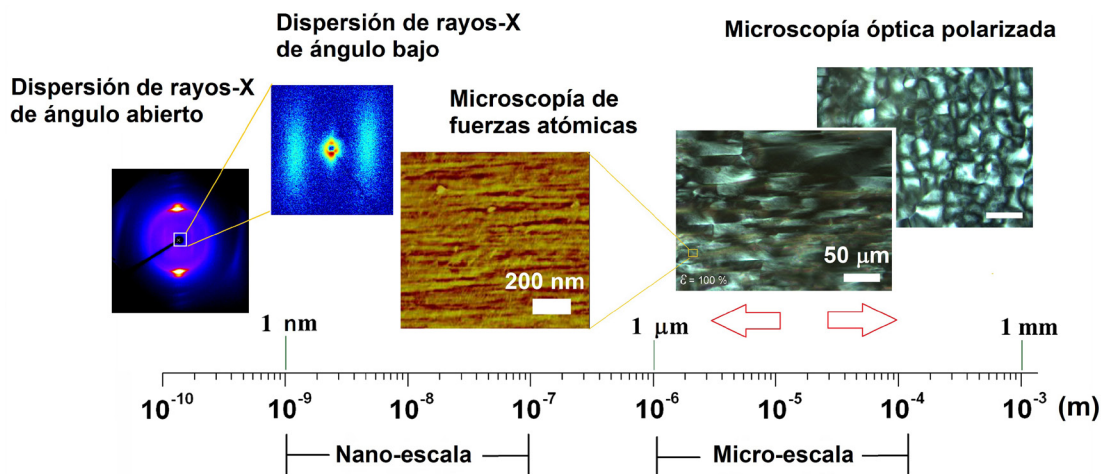 Dispersión de rayos-X
de ángulo bajo
Microscopía óptica polarizada
Dispersión de rayos-X
de ángulo abierto
Microscopía de
fuerzas atómicas
200 nm
50 μm
ℰ = 100 %
1 nm
1 μm
1 mm
10⁻¹⁰ 10⁻⁹ 10⁻⁸ 10⁻⁷ 10⁻⁶ 10⁻⁵ 10⁻⁴ 10⁻³ (m)
Nano-escala
Micro-escala